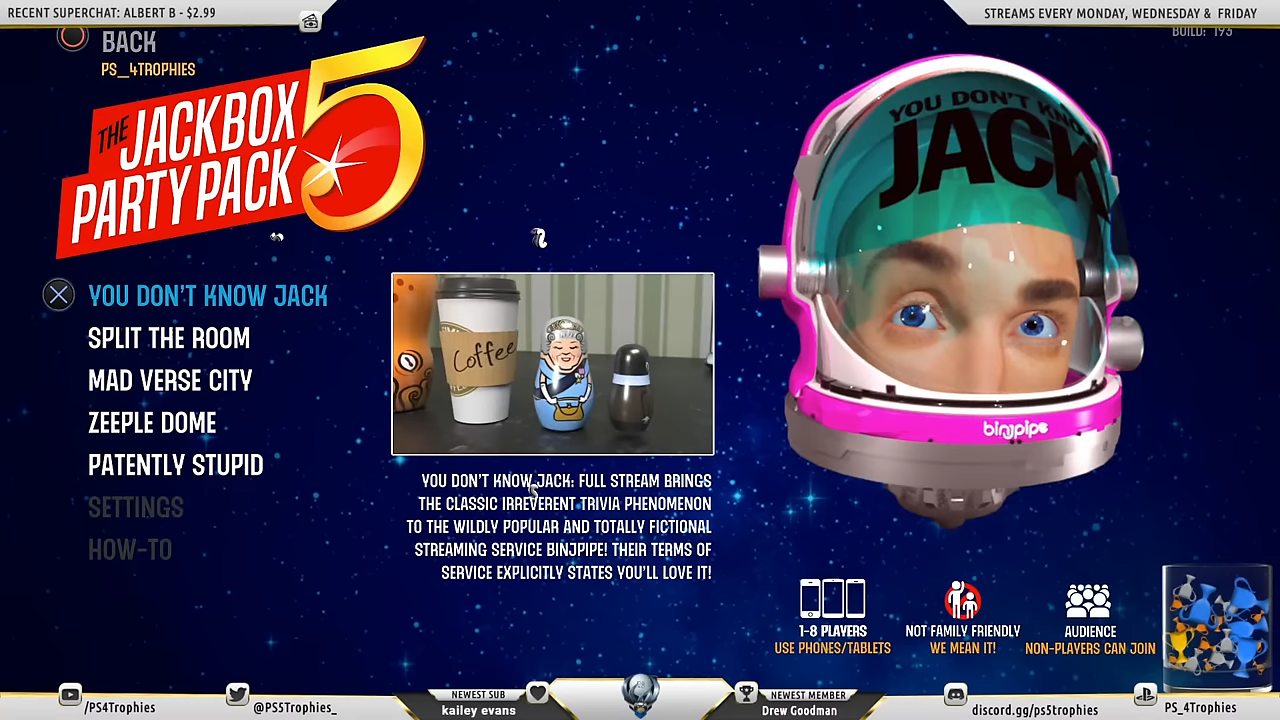 RECENT SUPERCHAT: ALBERT B - $2.99
STREAMS EVERY MONDAY, WEDNESDAY & FRIDAY
BACK
PS_4TROPHIES
BUILD: 193
THE
JACKBOX
PARTY PACK
5
YOU DON'T KNOW
JACK
YOU DON'T KNOW JACK
SPLIT THE ROOM
MAD VERSE CITY
ZEEPLE DOME
PATENTLY STUPID
SETTINGS
HOW-TO
Coffee
YOU DON'T KNOW JACK: FULL STREAM BRINGS
THE CLASSIC IRREVERENT TRIVIA PHENOMENON
TO THE WILDLY POPULAR AND TOTALLY FICTIONAL
STREAMING SERVICE BINJPIPE! THEIR TERMS OF
SERVICE EXPLICITLY STATES YOU'LL LOVE IT!
binjpipe
1-8 PLAYERS
USE PHONES/TABLETS
NOT FAMILY FRIENDLY
WE MEAN IT!
AUDIENCE
NON-PLAYERS CAN JOIN
/PS4Trophies
@PS5Trophies_
NEWEST SUB
kailey evans
NEWEST MEMBER
Drew Goodman
discord.gg/ps5trophies
PS_4Trophies